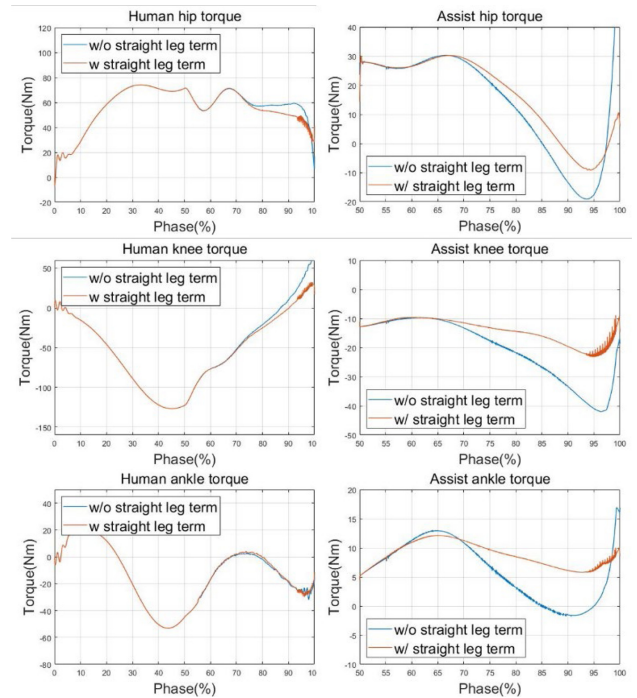 Human hip torque
120
100
80
60
40
20
0
-20
-40
Torque(Nm)
w/o straight leg term
w straight leg term
0 10 20 30 40 50 60 70 80 90 100
Phase(%)
Assist hip torque
40
30
20
10
0
-10
-20
Torque(Nm)
w/o straight leg term
w/ straight leg term
50 55 60 65 70 75 80 85 90 95 100
Phase(%)
Human knee torque
50
0
-50
-100
-150
Torque(Nm)
w/o straight leg term
w straight leg term
0 10 20 30 40 50 60 70 80 90 100
Phase(%)
Assist knee torque
20
10
0
-10
-20
-30
-40
-50
Torque(Nm)
w/o straight leg term
w/ straight leg term
50 55 60 65 70 75 80 85 90 95 100
Phase(%)
Human ankle torque
40
20
0
-20
-40
-60
-80
Torque(Nm)
w/o straight leg term
w straight leg term
0 10 20 30 40 50 60 70 80 90 100
Phase(%)
Assist ankle torque
20
15
10
5
0
-5
-10
Torque(Nm)
w/o straight leg term
w/ straight leg term
50 55 60 65 70 75 80 85 90 95 100
Phase(%)